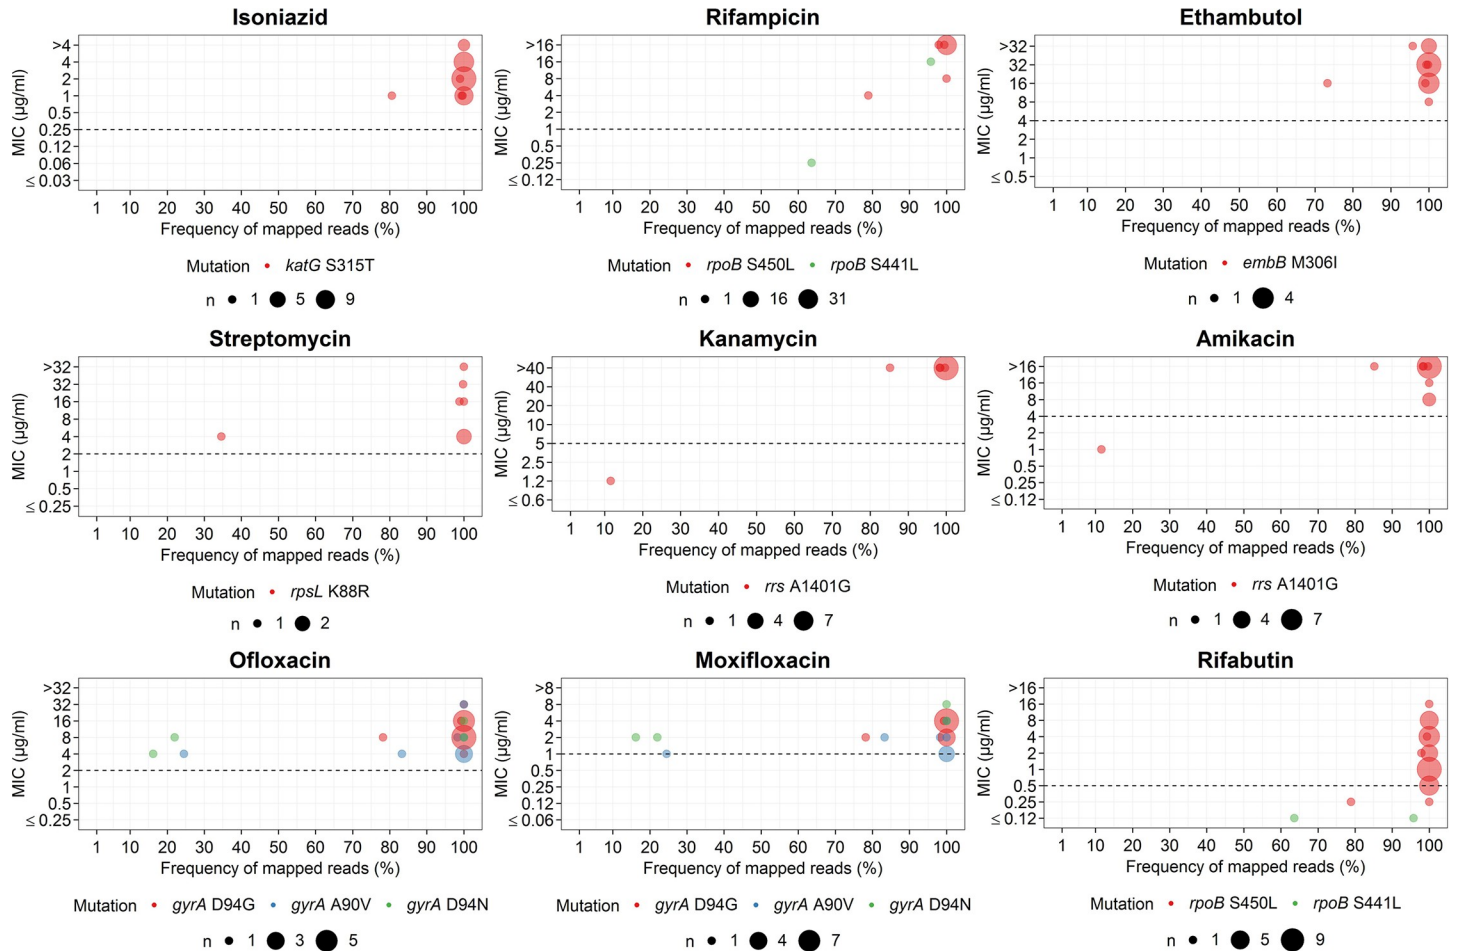 Isoniazid
MIC (µg/ml)
>4
4
2
1
0.5
0.25
0.12
0.06
≤ 0.03
1 10 20 30 40 50 60 70 80 90 100
Frequency of mapped reads (%)
Mutation katG S315T
n 1 5 9
Rifampicin
MIC (µg/ml)
>16
16
8
4
2
1
0.5
0.25
≤ 0.12
1 10 20 30 40 50 60 70 80 90 100
Frequency of mapped reads (%)
Mutation rpoB S450L rpoB S441L
n 1 16 31
Ethambutol
MIC (µg/ml)
>32
32
16
8
4
2
1
≤ 0.5
1 10 20 30 40 50 60 70 80 90 100
Frequency of mapped reads (%)
Mutation embB M306I
n 1 4
Streptomycin
MIC (µg/ml)
>32
32
16
8
4
2
1
0.5
≤ 0.25
1 10 20 30 40 50 60 70 80 90 100
Frequency of mapped reads (%)
Mutation rpsL K88R
n 1 2
Kanamycin
MIC (µg/ml)
>40
40
20
10
5
2.5
1.2
≤ 0.6
1 10 20 30 40 50 60 70 80 90 100
Frequency of mapped reads (%)
Mutation rrs A1401G
n 1 4 7
Amikacin
MIC (µg/ml)
>16
16
8
4
2
1
0.5
0.25
≤ 0.12
1 10 20 30 40 50 60 70 80 90 100
Frequency of mapped reads (%)
Mutation rrs A1401G
n 1 4 7
Ofloxacin
MIC (µg/ml)
>32
32
16
8
4
2
1
0.5
≤ 0.25
1 10 20 30 40 50 60 70 80 90 100
Frequency of mapped reads (%)
Mutation gyrA D94G gyrA A90V gyrA D94N
n 1 3 5
Moxifloxacin
MIC (µg/ml)
>8
8
4
2
1
0.5
0.25
0.12
≤ 0.06
1 10 20 30 40 50 60 70 80 90 100
Frequency of mapped reads (%)
Mutation gyrA D94G gyrA A90V gyrA D94N
n 1 4 7
Rifabutin
MIC (µg/ml)
>16
16
8
4
2
1
0.5
0.25
≤ 0.12
1 10 20 30 40 50 60 70 80 90 100
Frequency of mapped reads (%)
Mutation rpoB S450L rpoB S441L
n 1 5 9